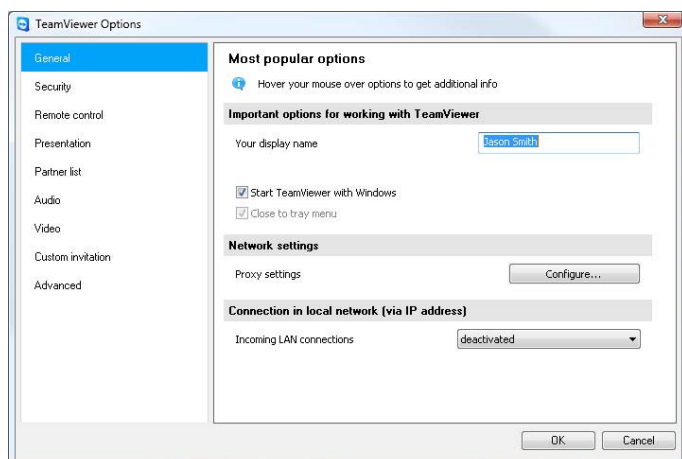 TeamViewer Options
General
Security
Remote control
Presentation
Partner list
Audio
Video
Custom invitation
Advanced
Most popular options
Hover your mouse over options to get additional info
Important options for working with TeamViewer
Your display name
Jason Smith
Start TeamViewer with Windows
Close to tray menu
Network settings
Proxy settings
Configure...
Connection in local network (via IP address)
Incoming LAN connections
deactivated
OK
Cancel